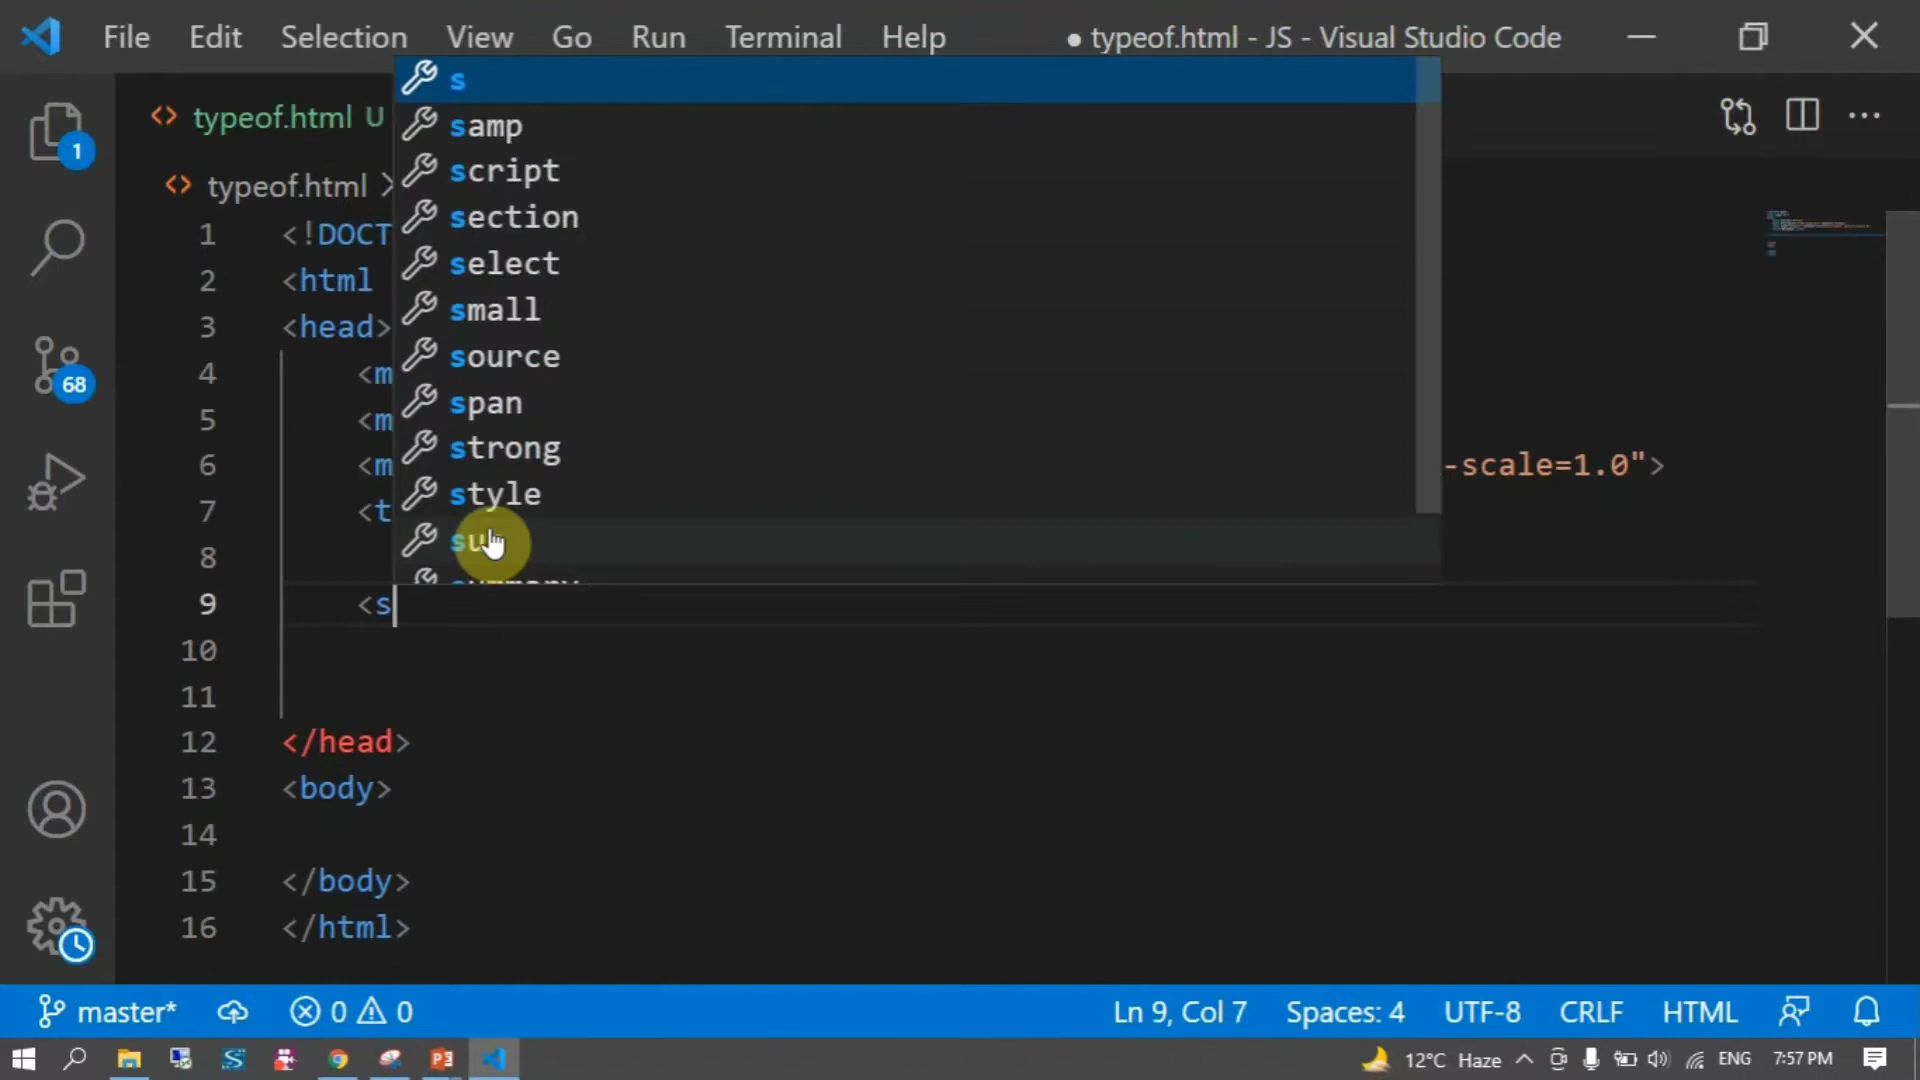 File Edit Selection View Go Run Terminal Help ● typeof.html - JS - Visual Studio Code
typeof.html U
typeof.html >
s
samp
script
section
select
small
source
span
strong
style
su
summary
1 <!DOCT
2 <html
3 <head>
4 <m
5 <m
6 <m -scale=1.0">
7 <t
8
9 <s
10
11
12 </head>
13 <body>
14
15 </body>
16 </html>
1
68
master* 0 0 Ln 9, Col 7 Spaces: 4 UTF-8 CRLF HTML
12°C Haze ENG 7:57 PM